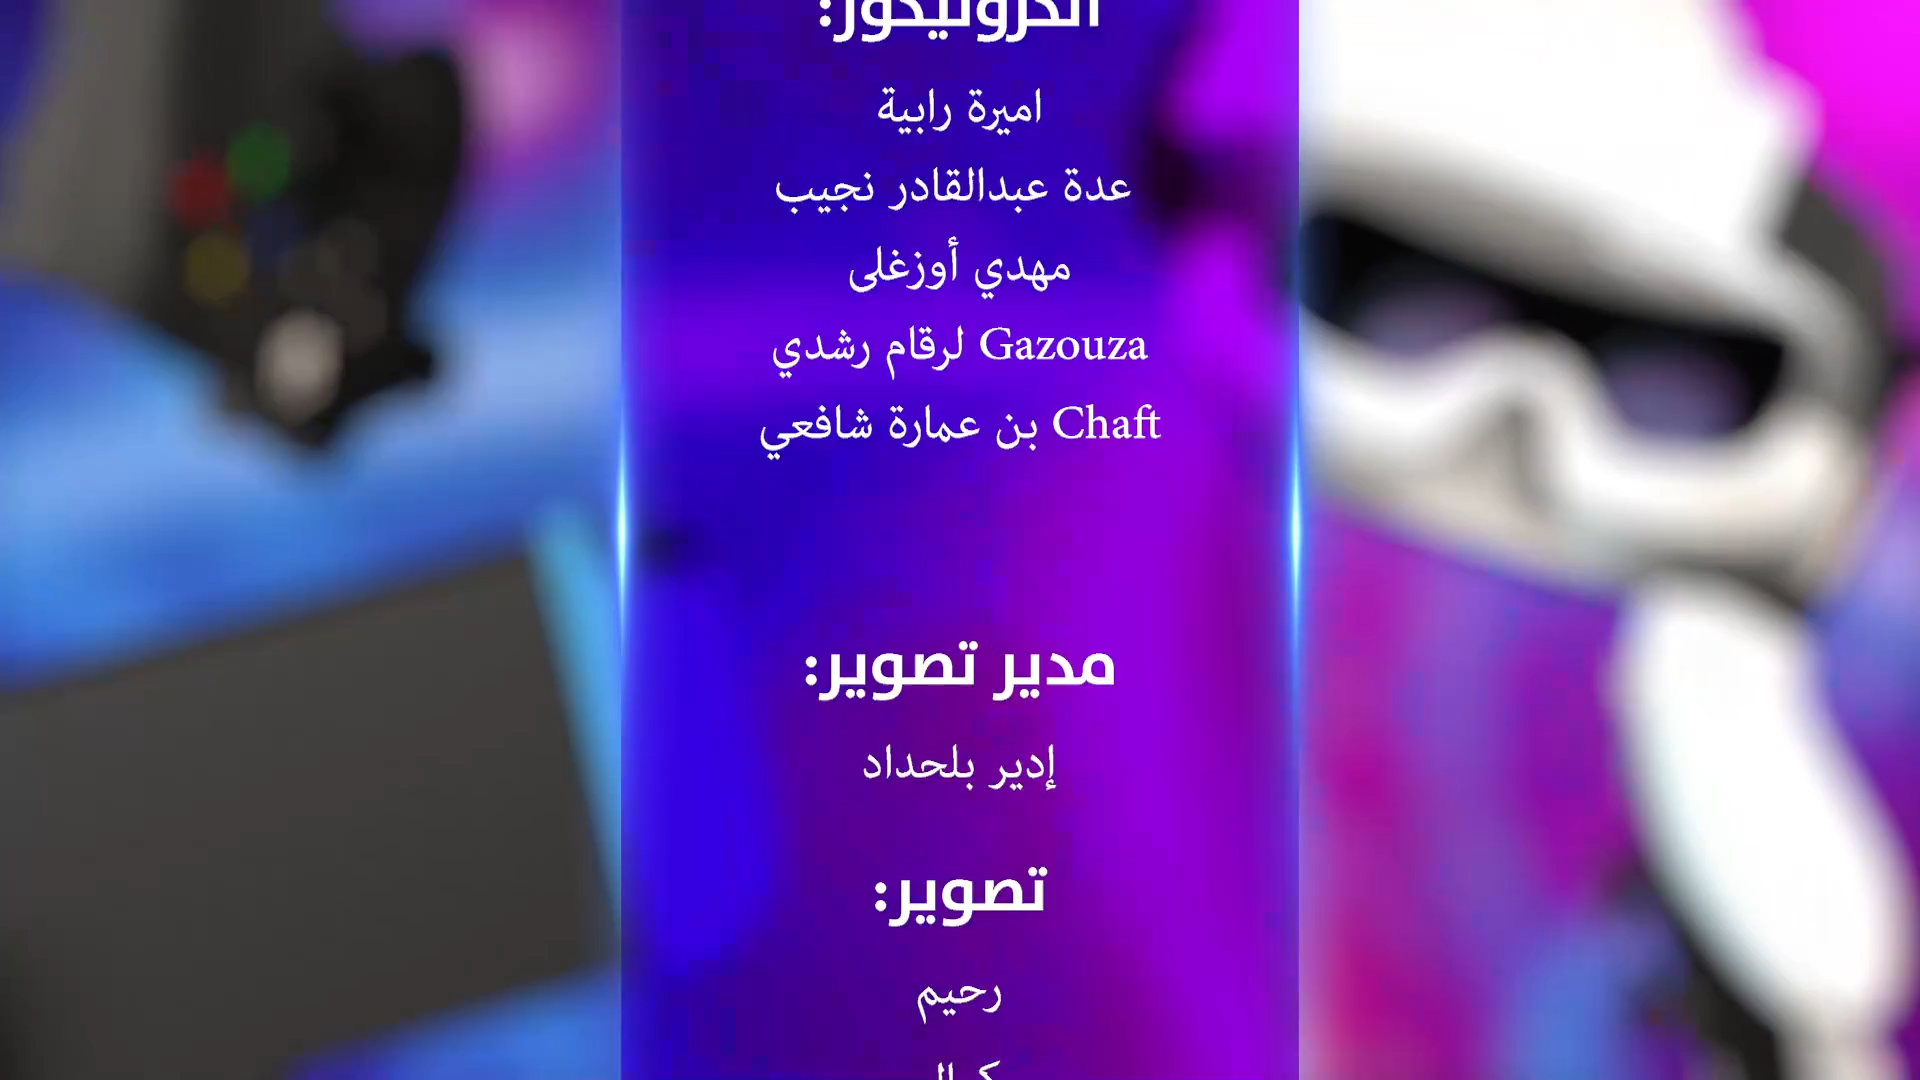 الكرونيكور:
اميرة رابية
عدة عبدالقادر نجيب
مهدي أوزغلى
Gazouza لرقام رشدي
Chaft بن عمارة شافعي
مدير تصوير:
إدير بلحداد
تصوير:
رحيم